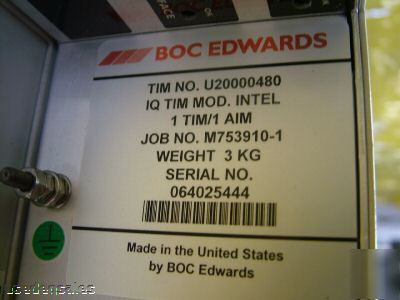 OK
BOC EDWARDS
TIM NO. U20000480
IQ TIM MOD. INTEL
1 TIM/1 AIM
JOB NO. M753910-1
WEIGHT 3 KG
SERIAL NO.
064025444
Made in the United States
by BOC Edwards